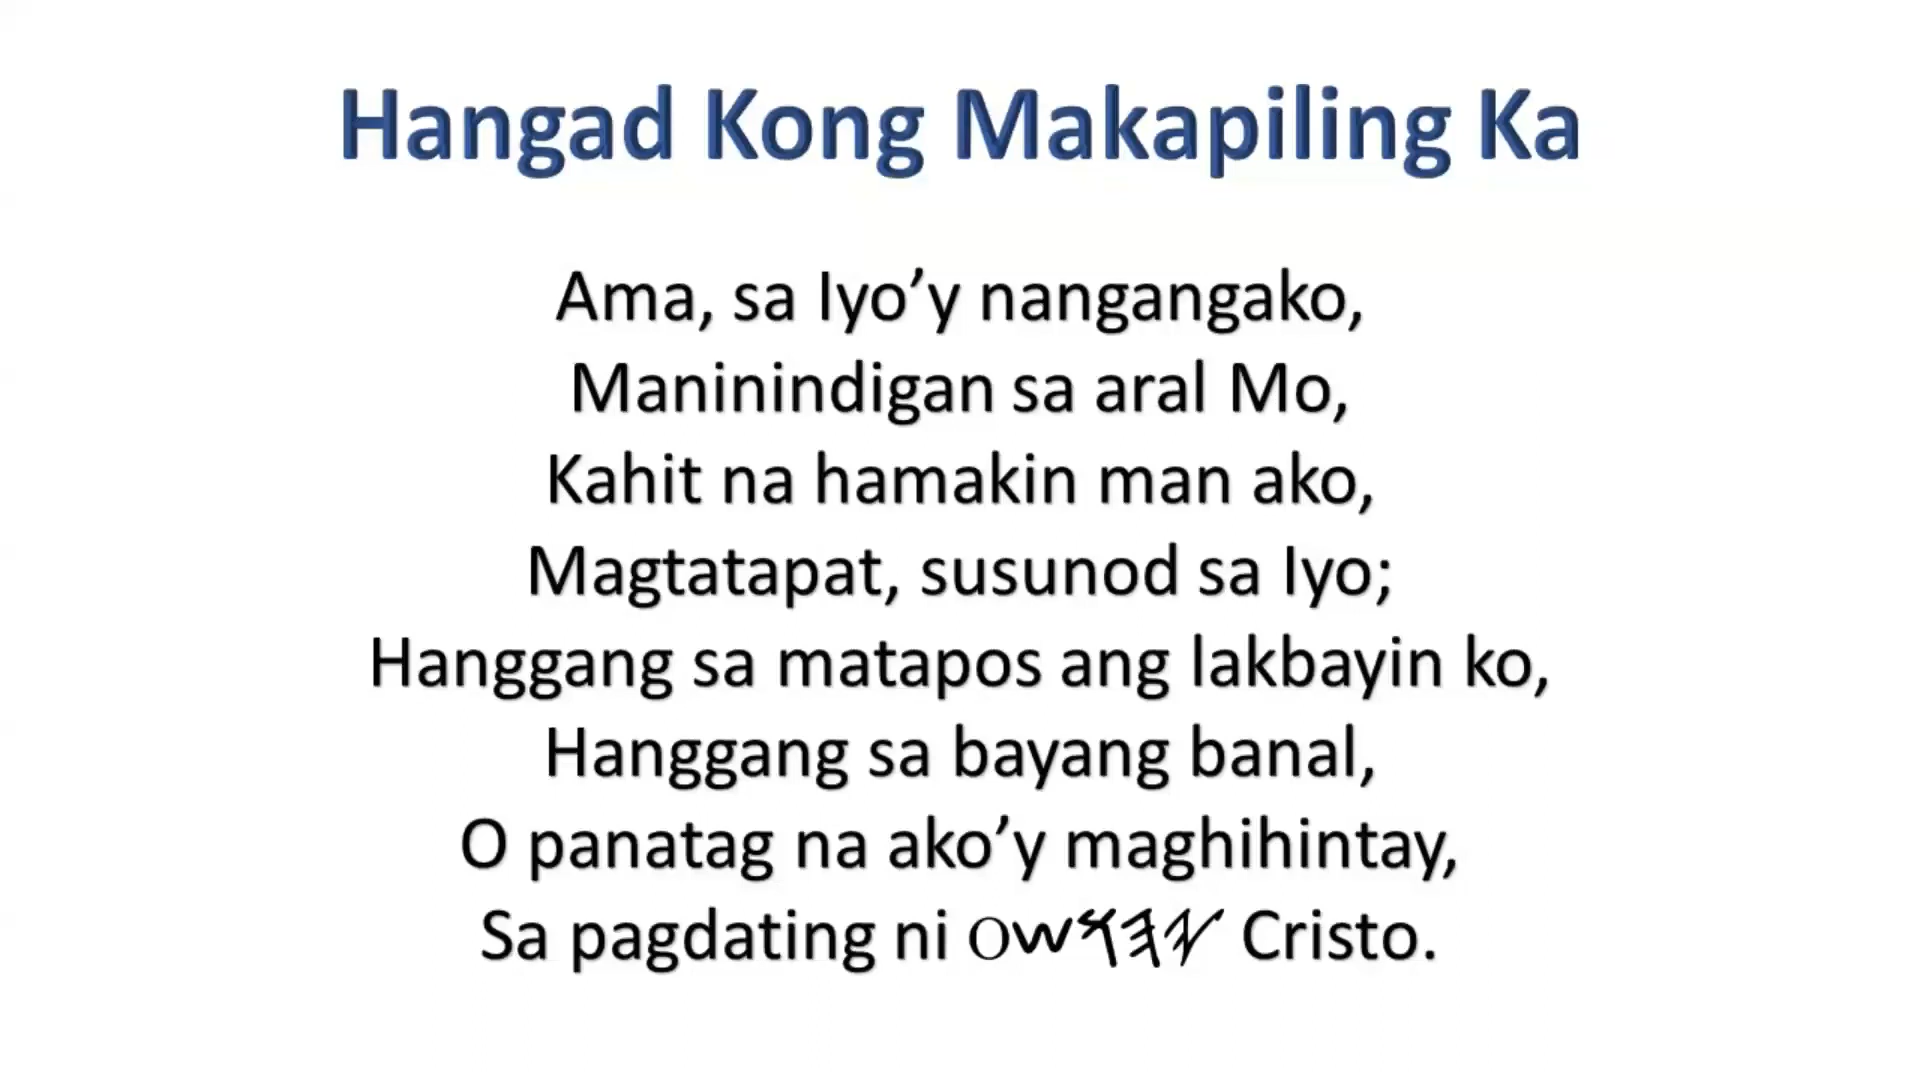 Hangad Kong Makapiling Ka
Ama, sa Iyo’y nangangako,
Maninindigan sa aral Mo,
Kahit na hamakin man ako,
Magtatapat, susunod sa Iyo;
Hanggang sa matapos ang lakbayin ko,
Hanggang sa bayang banal,
O panatag na ako’y maghihintay,
Sa pagdating ni 𐤉𐤄𐤅𐤔𐤏 Cristo.